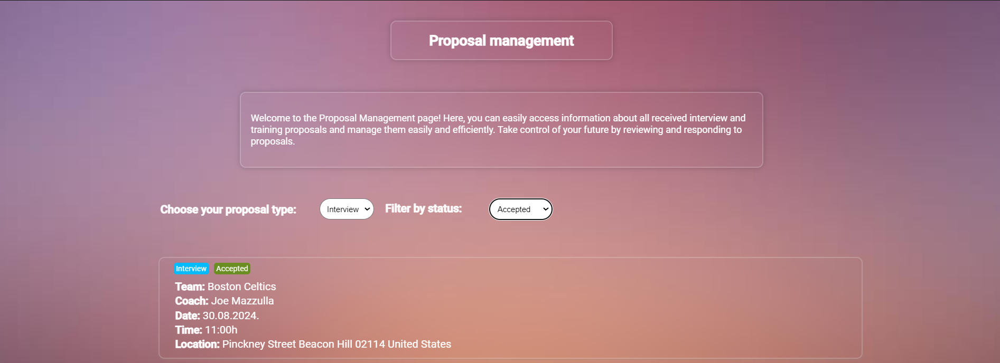 Proposal management
Welcome to the Proposal Management page! Here, you can easily access information about all received interview and
training proposals and manage them easily and efficiently. Take control of your future by reviewing and responding to
proposals.
Choose your proposal type: Interview Filter by status: Accepted
Interview Accepted
Team: Boston Celtics
Coach: Joe Mazzulla
Date: 30.08.2024.
Time: 11:00h
Location: Pinckney Street Beacon Hill 02114 United States